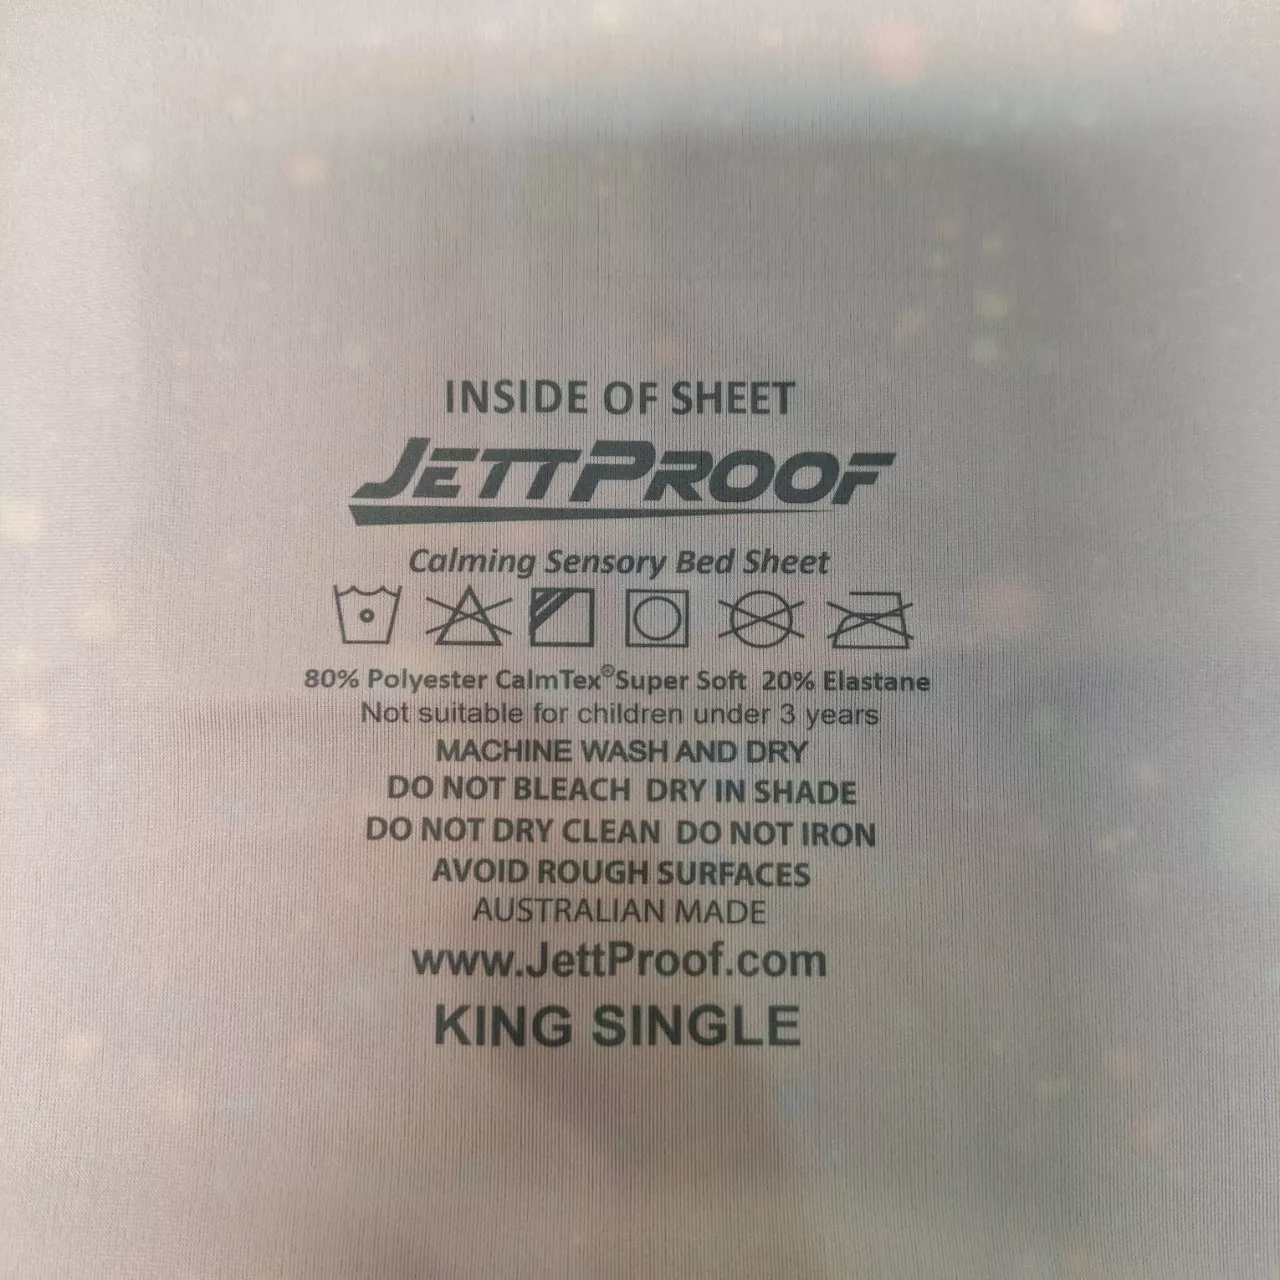 INSIDE OF SHEET
JETTPROOF
Calming Sensory Bed Sheet
80% Polyester CalmTex®Super Soft 20% Elastane
Not suitable for children under 3 years
MACHINE WASH AND DRY
DO NOT BLEACH DRY IN SHADE
DO NOT DRY CLEAN DO NOT IRON
AVOID ROUGH SURFACES
AUSTRALIAN MADE
www.JettProof.com
KING SINGLE